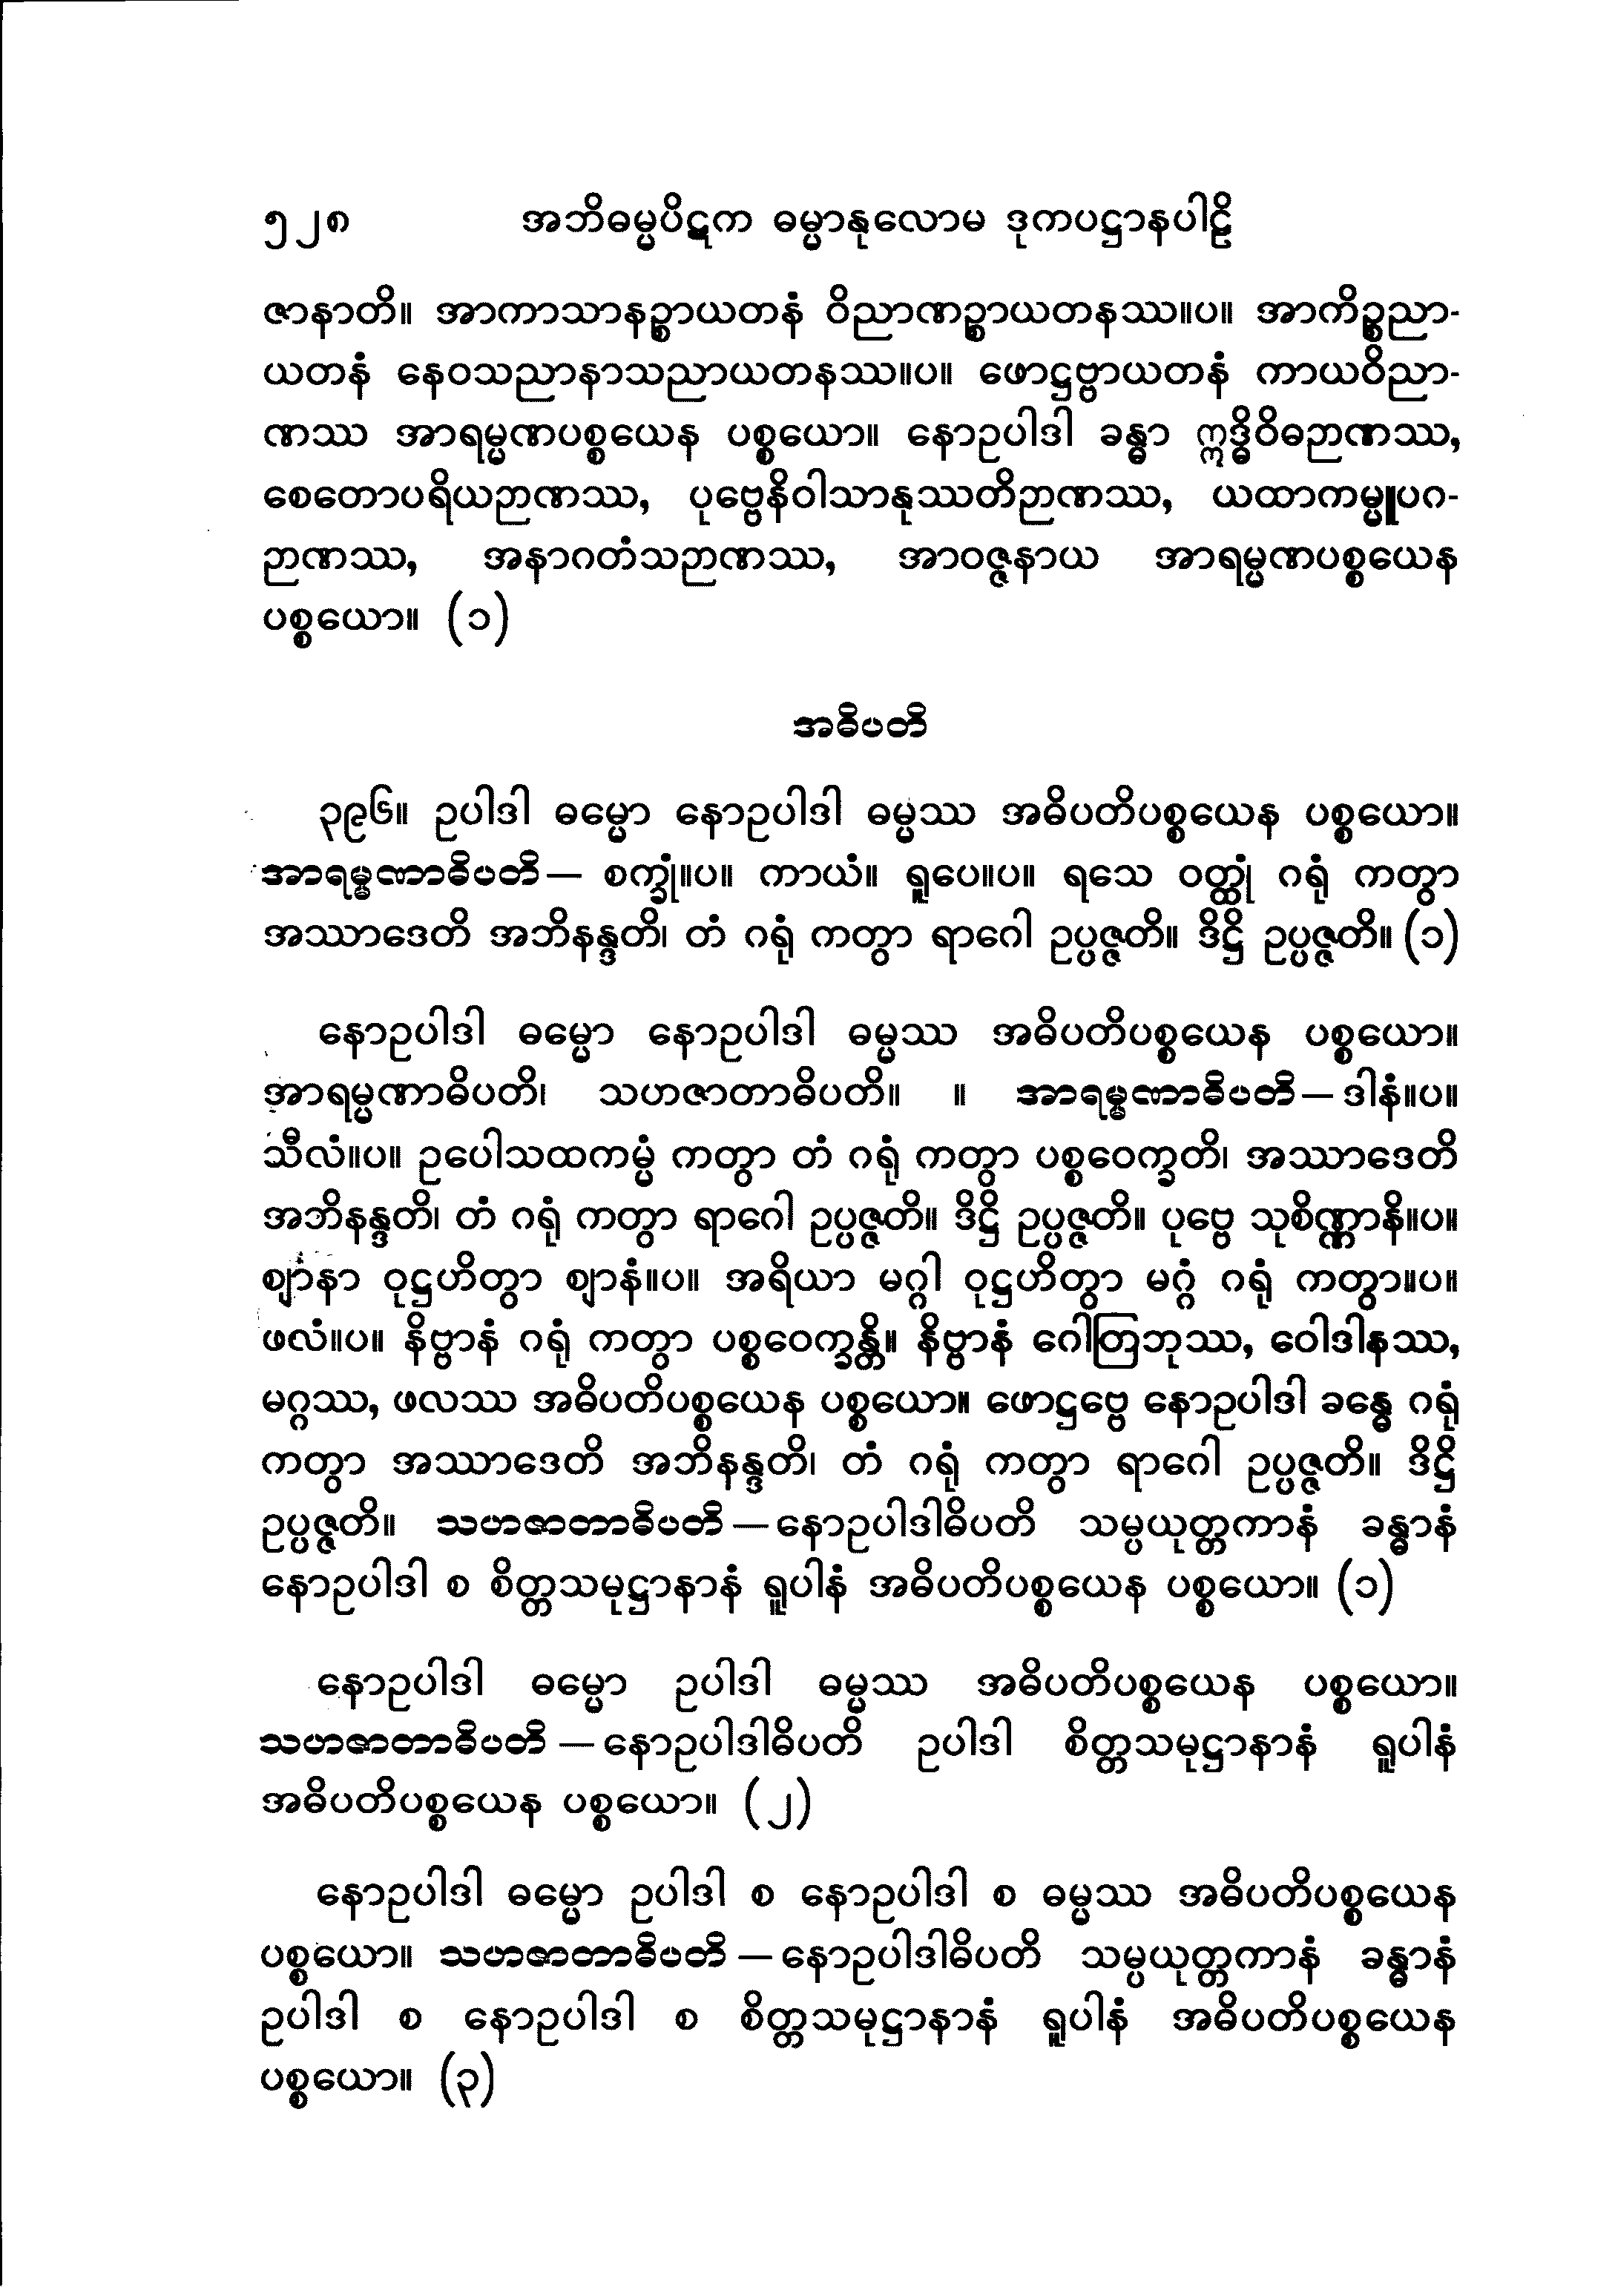 ၅၂၈ အဘိဓမ္မပိဋက ဓမ္မာနုလောမ ဒုကပဋ္ဌာနပါဠိ
ဇာနာတိ။ အာကာသာနဉ္စာယတနံ ဝိညာဏဉ္စာယတနဿ။ပ။ အာကိဉ္စညာ-
ယတနံ နေဝသညာနာသညာယတနဿ။ပ။ ဖောဋ္ဌဗ္ဗာယတနံ ကာယဝိညာ-
ဏဿ အာရမ္မဏပစ္စယေန ပစ္စယော။ နောဥပါဒါ ခန္ဓာ ဣဒ္ဓိဝိဓဉာဏဿ,
စေတောပရိယဉာဏဿ, ပုဗ္ဗေနိဝါသာနုဿတိဉာဏဿ, ယထာကမ္မူပဂ-
ဉာဏဿ, အနာဂတံသဉာဏဿ, အာဝဇ္ဇနာယ အာရမ္မဏပစ္စယေန
ပစ္စယော။ (၁)
အဓိပတိ
၃၉၆။ ဥပါဒါ ဓမ္မော နောဥပါဒါ ဓမ္မဿ အဓိပတိပစ္စယေန ပစ္စယော။
အာရမ္မဏာဓိပတိ— စက္ခုံ။ပ။ ကာယံ။ ရူပေ။ပ။ ရသေ ဝတ္ထုံ ဂရုံ ကတွာ
အဿာဒေတိ အဘိနန္ဒတိ၊ တံ ဂရုံ ကတွာ ရာဂေါ ဥပ္ပဇ္ဇတိ။ ဒိဋ္ဌိ ဥပ္ပဇ္ဇတိ။ (၁)
နောဥပါဒါ ဓမ္မော နောဥပါဒါ ဓမ္မဿ အဓိပတိပစ္စယေန ပစ္စယော။
အာရမ္မဏာဓိပတိ၊ သဟဇာတာဓိပတိ။ ။ အာရမ္မဏာဓိပတိ— ဒါနံ။ပ။
သီလံ။ပ။ ဥပေါသထကမ္မံ ကတွာ တံ ဂရုံ ကတွာ ပစ္စဝေက္ခတိ၊ အဿာဒေတိ
အဘိနန္ဒတိ၊ တံ ဂရုံ ကတွာ ရာဂေါ ဥပ္ပဇ္ဇတိ။ ဒိဋ္ဌိ ဥပ္ပဇ္ဇတိ။ ပုဗ္ဗေ သုစိဏ္ဏာနိ။ပ။
ဈာနာ ဝုဋ္ဌဟိတွာ ဈာနံ။ပ။ အရိယာ မဂ္ဂါ ဝုဋ္ဌဟိတွာ မဂ္ဂံ ဂရုံ ကတွာ။ပ။
ဖလံ။ပ။ နိဗ္ဗာနံ ဂရုံ ကတွာ ပစ္စဝေက္ခန္တိ။ နိဗ္ဗာနံ ဂေါတြဘုဿ, ဝေါဒါနဿ,
မဂ္ဂဿ, ဖလဿ အဓိပတိပစ္စယေန ပစ္စယော။ ဖောဋ္ဌဗ္ဗေ နောဥပါဒါ ခန္ဓေ ဂရုံ
ကတွာ အဿာဒေတိ အဘိနန္ဒတိ၊ တံ ဂရုံ ကတွာ ရာဂေါ ဥပ္ပဇ္ဇတိ။ ဒိဋ္ဌိ
ဥပ္ပဇ္ဇတိ။ သဟဇာတာဓိပတိ —နောဥပါဒါဓိပတိ သမ္ပယုတ္တကာနံ ခန္ဓာနံ
နောဥပါဒါ စ စိတ္တသမုဋ္ဌာနာနံ ရူပါနံ အဓိပတိပစ္စယေန ပစ္စယော။ (၁)
နောဥပါဒါ ဓမ္မော ဥပါဒါ ဓမ္မဿ အဓိပတိပစ္စယေန ပစ္စယော။
သဟဇာတာဓိပတိ —နောဥပါဒါဓိပတိ ဥပါဒါ စိတ္တသမုဋ္ဌာနာနံ ရူပါနံ
အဓိပတိပစ္စယေန ပစ္စယော။ (၂)
နောဥပါဒါ ဓမ္မော ဥပါဒါ စ နောဥပါဒါ စ ဓမ္မဿ အဓိပတိပစ္စယေန
ပစ္စယော။ သဟဇာတာဓိပတိ —နောဥပါဒါဓိပတိ သမ္ပယုတ္တကာနံ ခန္ဓာနံ
ဥပါဒါ စ နောဥပါဒါ စ စိတ္တသမုဋ္ဌာနာနံ ရူပါနံ အဓိပတိပစ္စယေန
ပစ္စယော။ (၃)